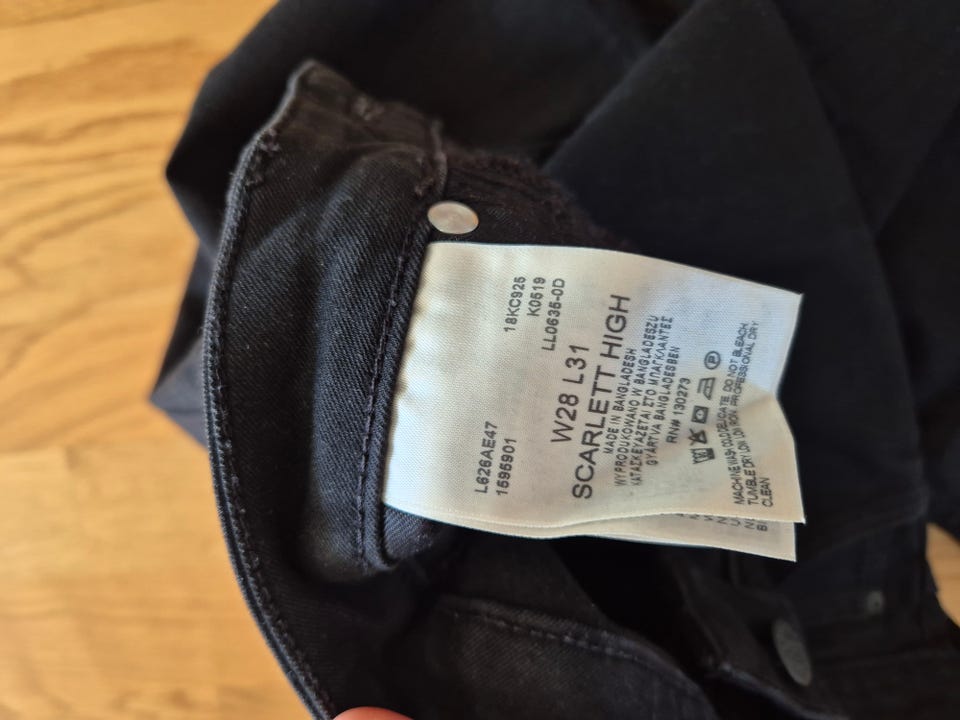 L626AE47
1595901
18KC925
K0519
LL0635-0D
W28 L31
SCARLETT HIGH
MADE IN BANGLADESH
WYPRODUKOWANO W BANGLADESZU
ΚΑΤΑΣΚΕΥΑΖΕΤΑΙ ΣΤΟ ΜΠΑΓΚΛΑΝΤΕΣ
GYÁRTVA BANGLADESBEN
RN# 130273
MACHINE WASH COLD DELICATE DO NOT BLEACH
TUMBLE DRY LOW IRON PROFESSIONAL DRY
CLEAN